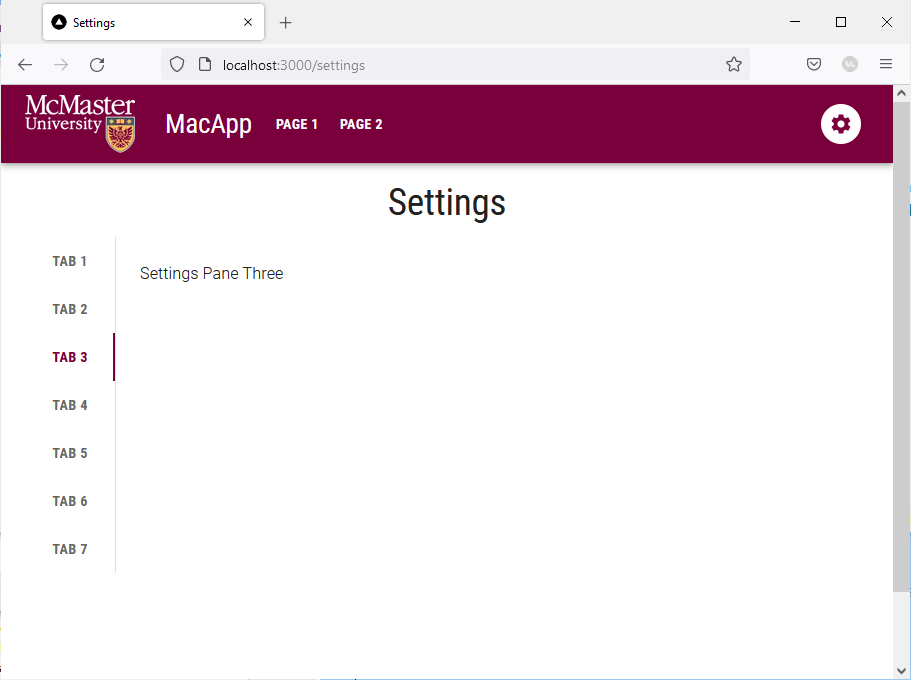 Settings
localhost:3000/settings
McMaster
University
MacApp PAGE 1 PAGE 2
Settings
TAB 1
Settings Pane Three
TAB 2
TAB 3
TAB 4
TAB 5
TAB 6
TAB 7